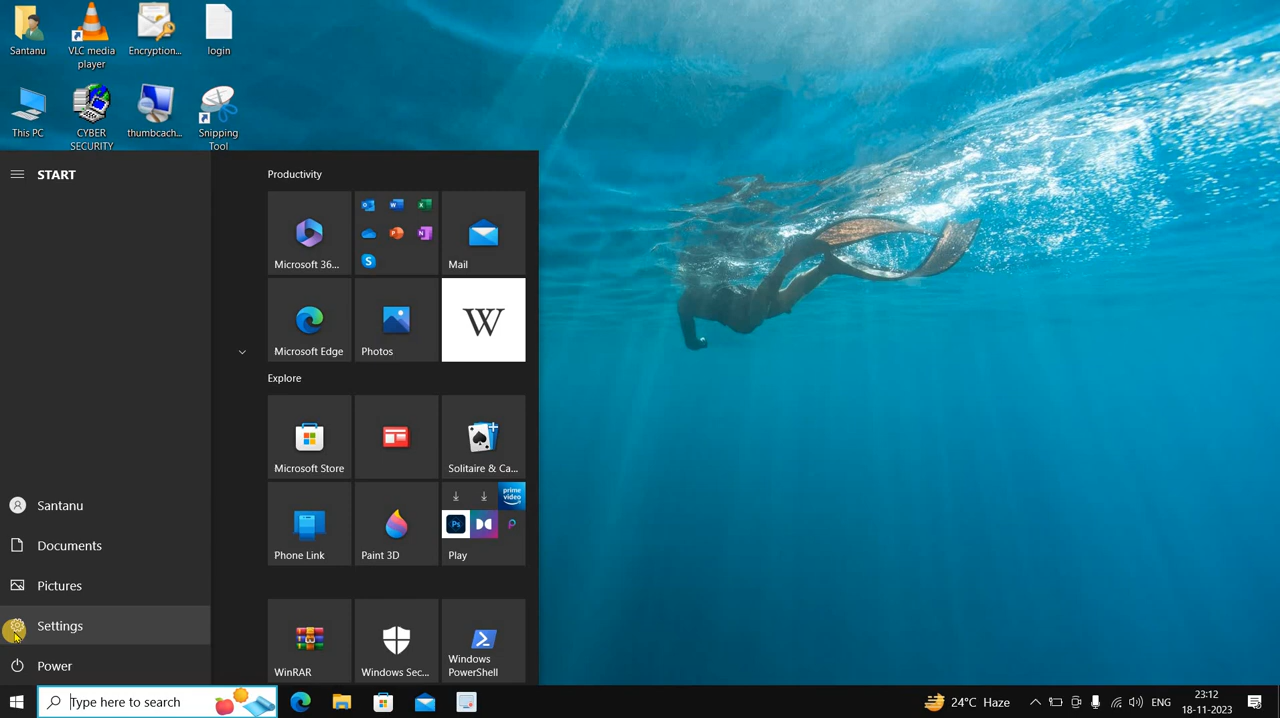 Santanu
VLC media
player
Encryption...
login
This PC
CYBER
SECURITY
thumbcach...
Snipping
Tool
START
Productivity
Microsoft 36...
Mail
Microsoft Edge
Photos
W
Explore
Microsoft Store
Solitaire & Ca...
prime
video
Ps
Phone Link
Paint 3D
Play
Santanu
Documents
Pictures
Settings
Power
WinRAR
Windows Sec...
Windows
PowerShell
Type here to search
24°C Haze
ENG
23:12
18-11-2023